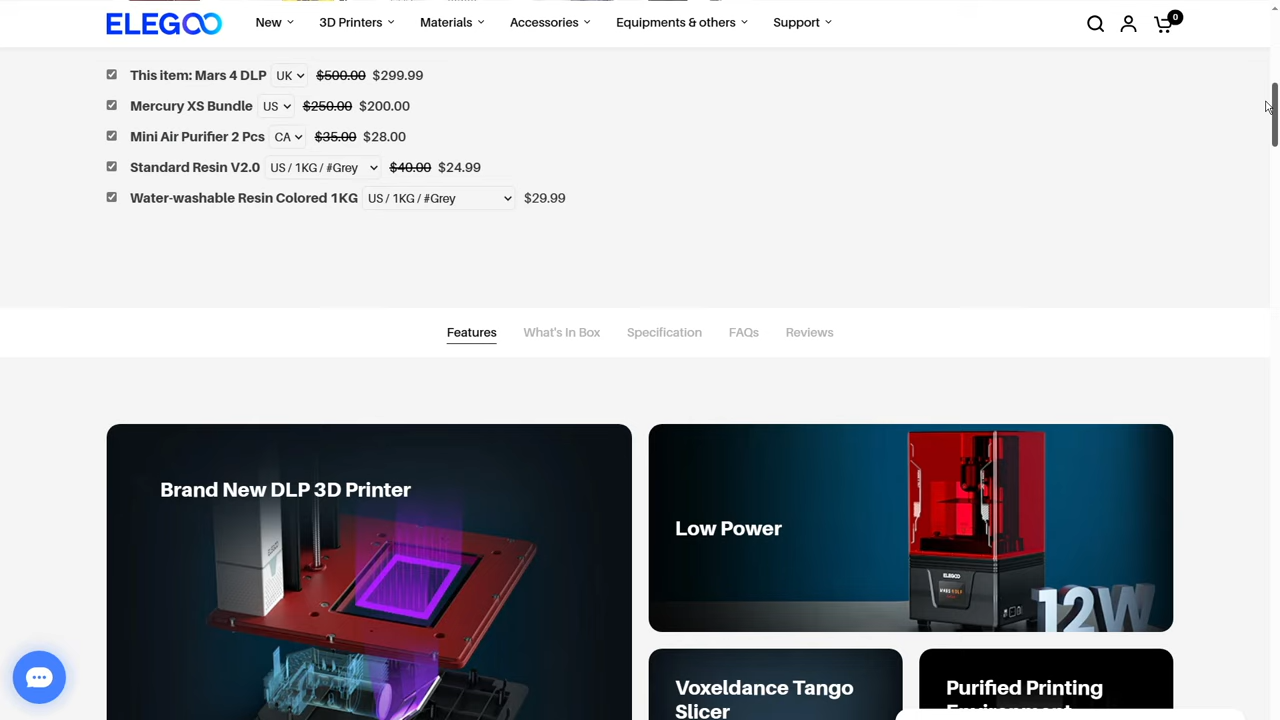 ELEGOO New 3D Printers Materials Accessories Equipments & others Support 0
This item: Mars 4 DLP UK $500.00 $299.99
Mercury XS Bundle US $250.00 $200.00
Mini Air Purifier 2 Pcs CA $35.00 $28.00
Standard Resin V2.0 US / 1KG / #Grey $40.00 $24.99
Water-washable Resin Colored 1KG US / 1KG / #Grey $29.99
Features What's In Box Specification FAQs Reviews
Brand New DLP 3D Printer
Low Power
ELEGOO
12W
Voxeldance Tango
Slicer
Purified Printing
Environment